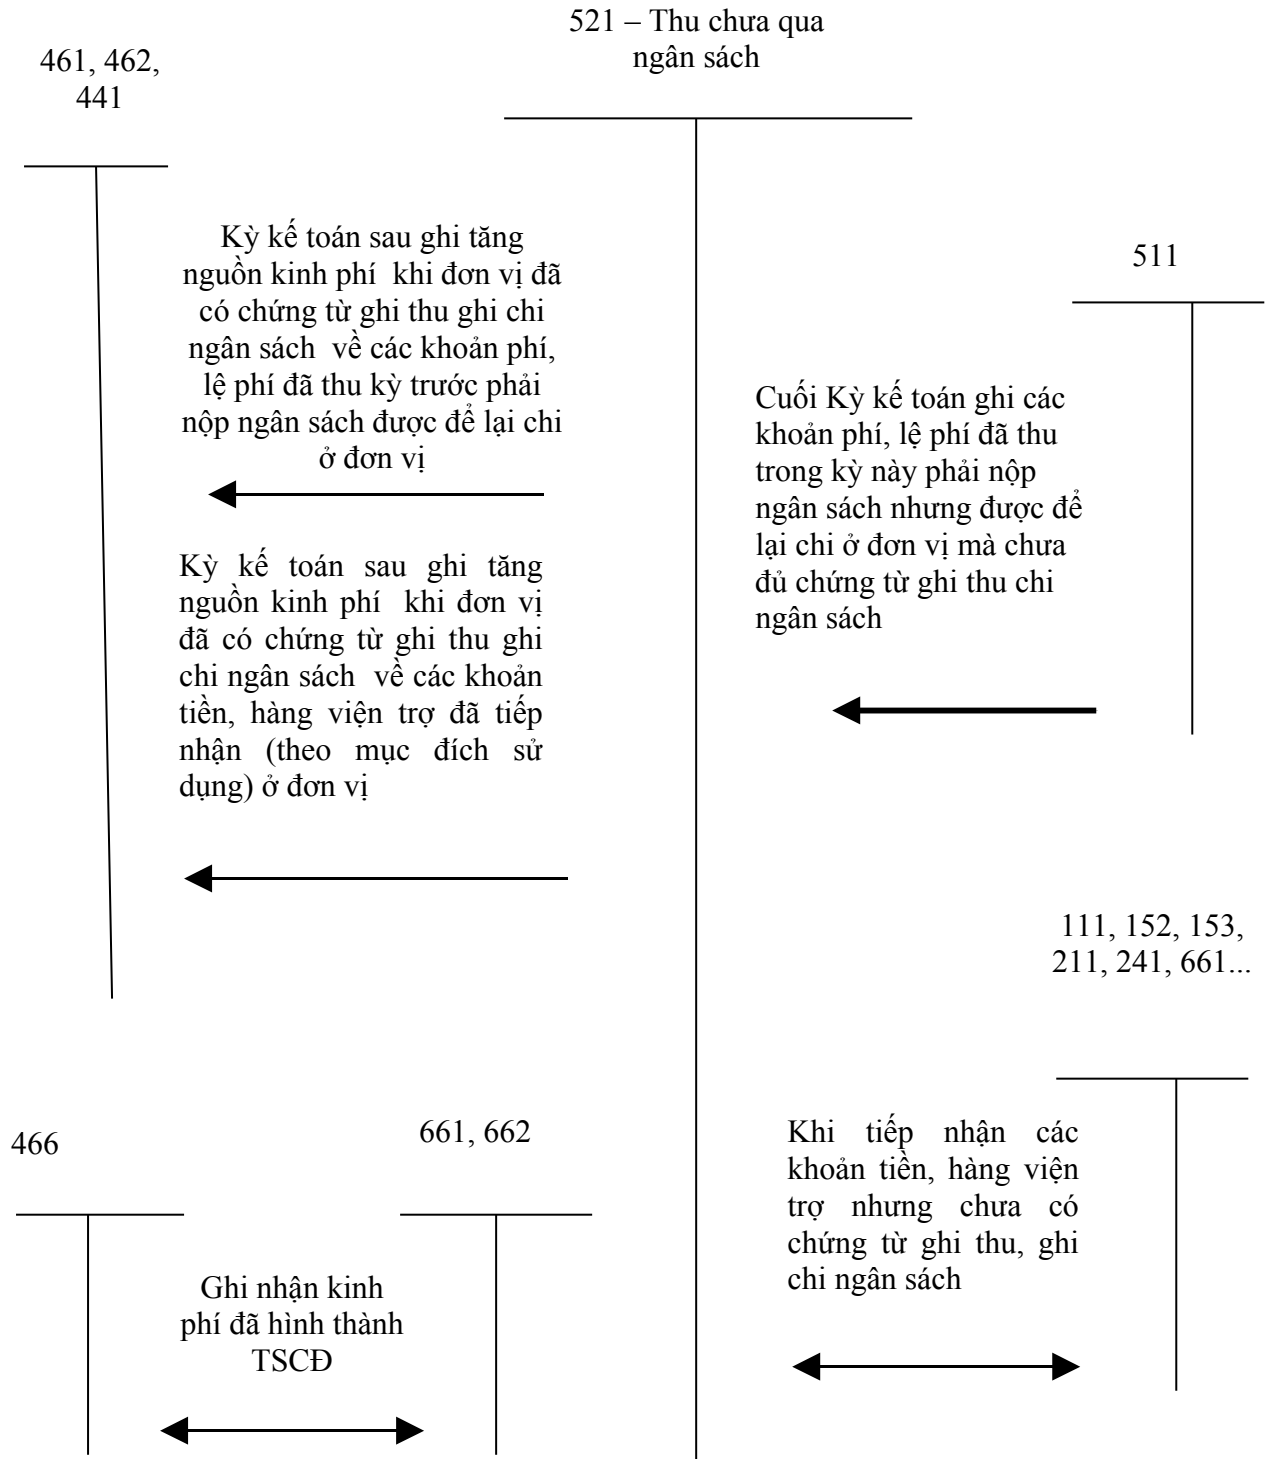 521 – Thu chưa qua
ngân sách
461, 462,
441
Kỳ kế toán sau ghi tăng
nguồn kinh phí khi đơn vị đã
có chứng từ ghi thu ghi chi
ngân sách về các khoản phí,
lệ phí đã thu kỳ trước phải
nộp ngân sách được để lại chi
ở đơn vị
511
Cuối Kỳ kế toán ghi các
khoản phí, lệ phí đã thu
trong kỳ này phải nộp
ngân sách nhưng được để
lại chi ở đơn vị mà chưa
đủ chứng từ ghi thu chi
ngân sách
Kỳ kế toán sau ghi tăng
nguồn kinh phí khi đơn vị
đã có chứng từ ghi thu ghi
chi ngân sách về các khoản
tiền, hàng viện trợ đã tiếp
nhận (theo mục đích sử
dụng) ở đơn vị
111, 152, 153,
211, 241, 661...
466
661, 662
Khi tiếp nhận các
khoản tiền, hàng viện
trợ nhưng chưa có
chứng từ ghi thu, ghi
chi ngân sách
Ghi nhận kinh
phí đã hình thành
TSCĐ